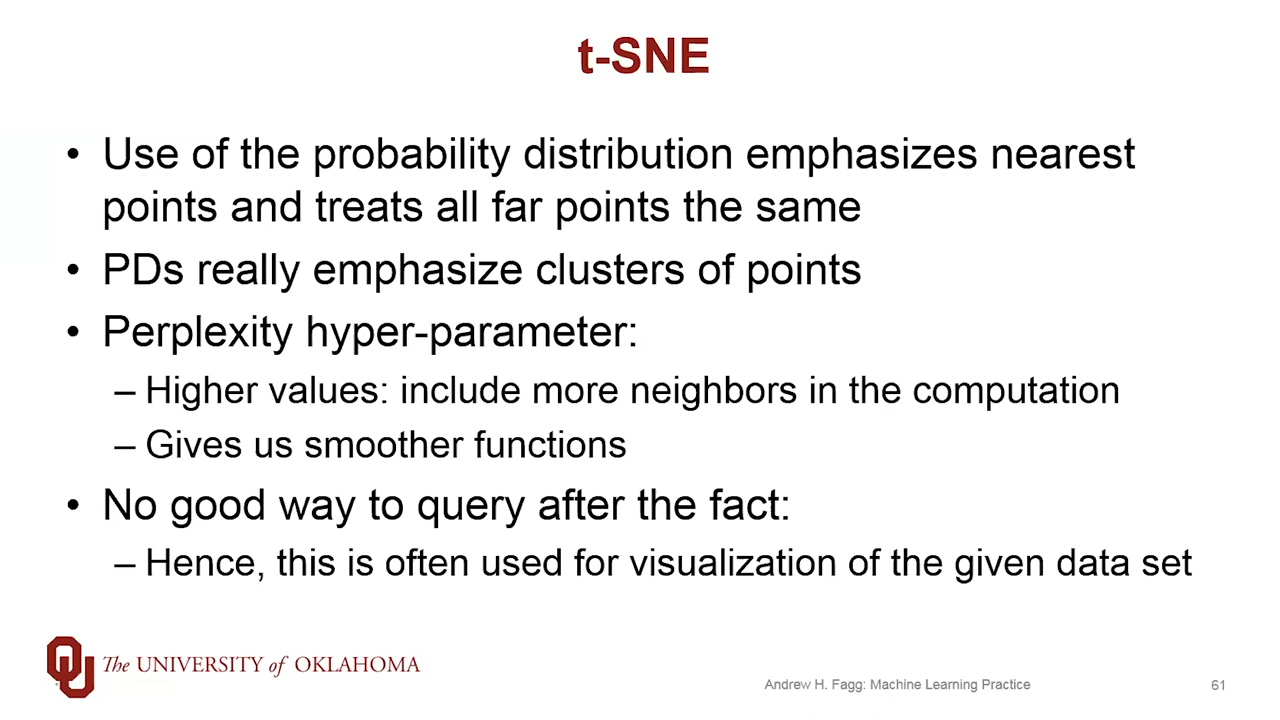 t-SNE
• Use of the probability distribution emphasizes nearest
points and treats all far points the same
• PDs really emphasize clusters of points
• Perplexity hyper-parameter:
– Higher values: include more neighbors in the computation
– Gives us smoother functions
• No good way to query after the fact:
– Hence, this is often used for visualization of the given data set
The UNIVERSITY of OKLAHOMA
Andrew H. Fagg: Machine Learning Practice
61